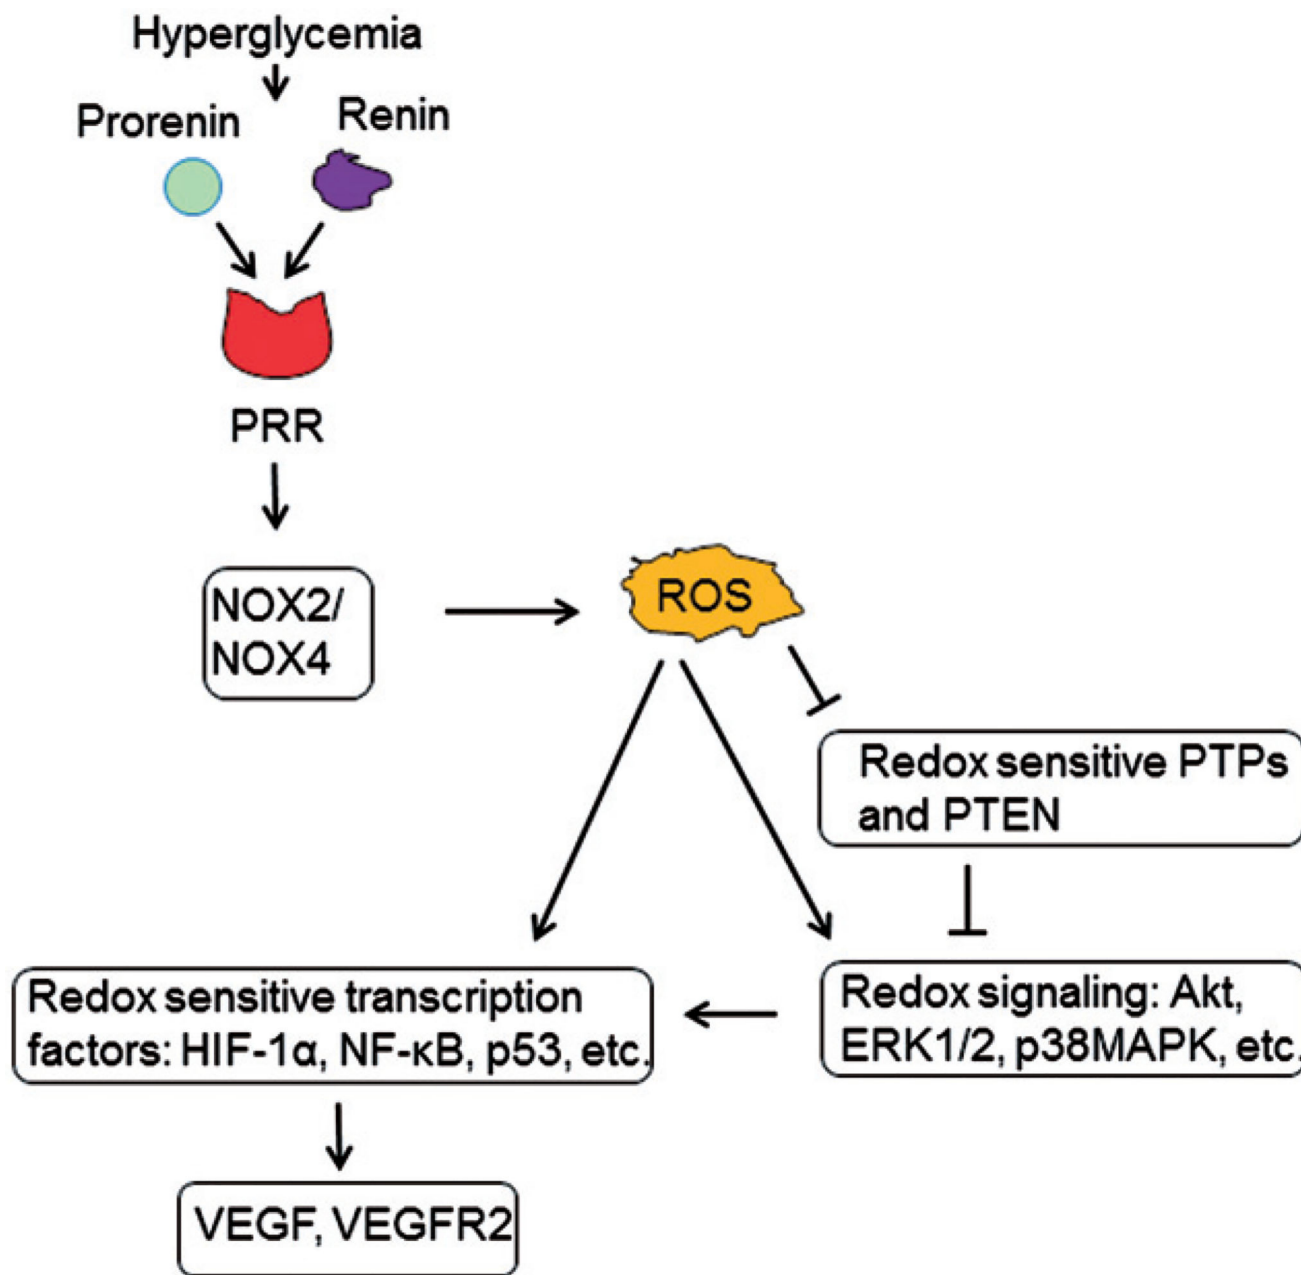 Hyperglycemia
Prorenin
Renin
PRR
NOX2/
NOX4
ROS
Redox sensitive PTPs
and PTEN
Redox sensitive transcription
factors: HIF-1α, NF-κB, p53, etc.
Redox signaling: Akt,
ERK1/2, p38MAPK, etc.
VEGF, VEGFR2